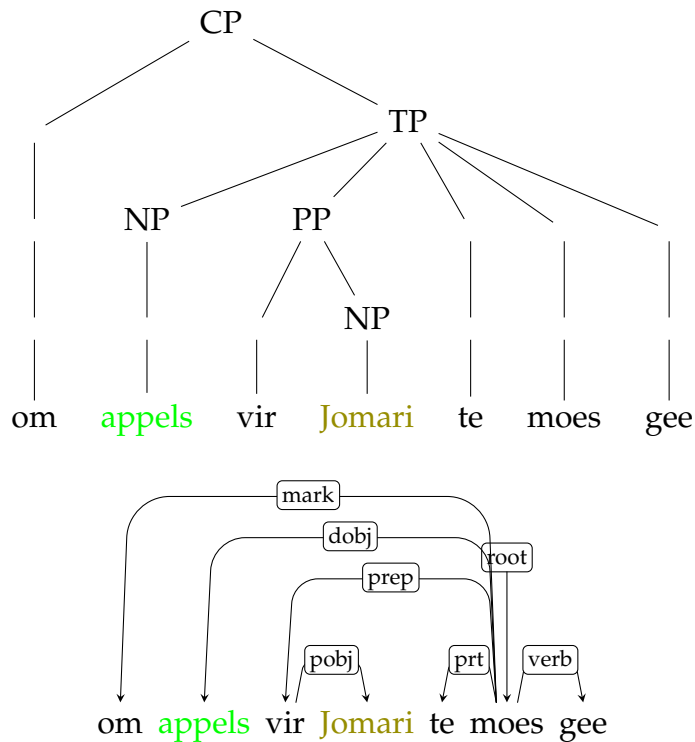 CP
TP
NP PP
NP
om appels vir Jomari te moes gee
mark
dobj
root
prep
pobj prt verb
om appels vir Jomari te moes gee